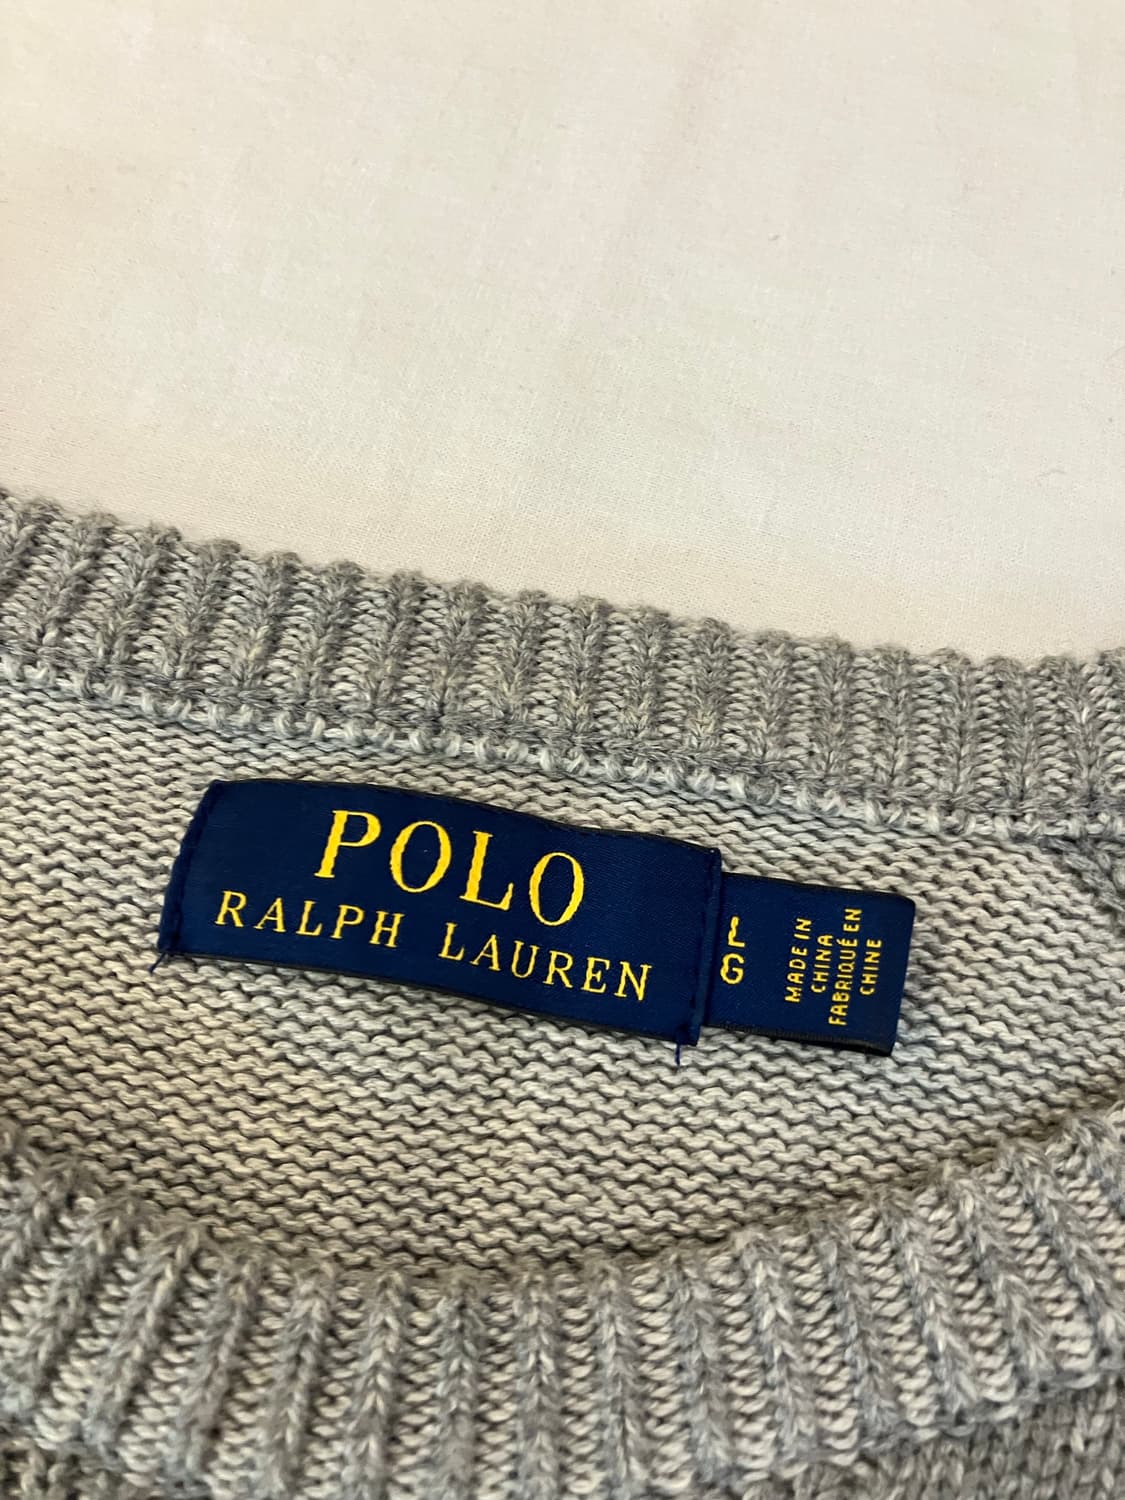 POLO
RALPH LAUREN
L
G
MADE IN
CHINA
FABRIQUÉ EN
CHINE